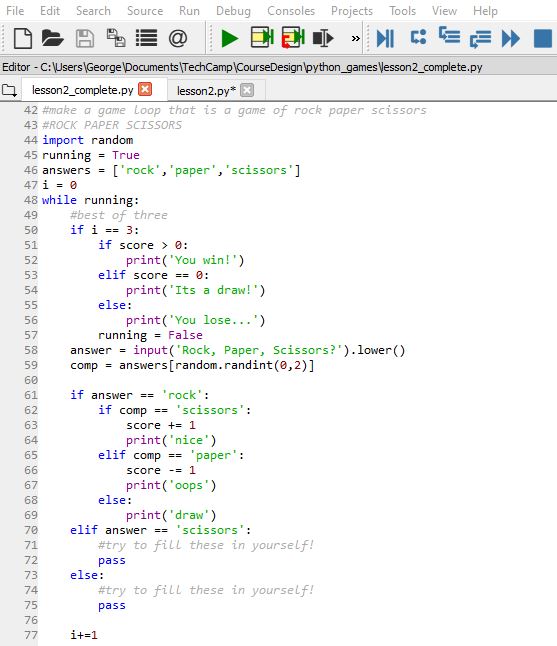 File Edit Search Source Run Debug Consoles Projects Tools View Help
Editor - C:\Users\George\Documents\TechCamp\CourseDesign\python_games\lesson2_complete.py
lesson2_complete.py lesson2.py*
42 #make a game loop that is a game of rock paper scissors
43 #ROCK PAPER SCISSORS
44 import random
45 running = True
46 answers = ['rock','paper','scissors']
47 i = 0
48 while running:
49     #best of three
50     if i == 3:
51         if score > 0:
52             print('You win!')
53         elif score == 0:
54             print('Its a draw!')
55         else:
56             print('You lose...')
57         running = False
58     answer = input('Rock, Paper, Scissors?').lower()
59     comp = answers[random.randint(0,2)]
60
61     if answer == 'rock':
62         if comp == 'scissors':
63             score += 1
64             print('nice')
65         elif comp == 'paper':
66             score -= 1
67             print('oops')
68         else:
69             print('draw')
70     elif answer == 'scissors':
71         #try to fill these in yourself!
72         pass
73     else:
74         #try to fill these in yourself!
75         pass
76
77     i+=1